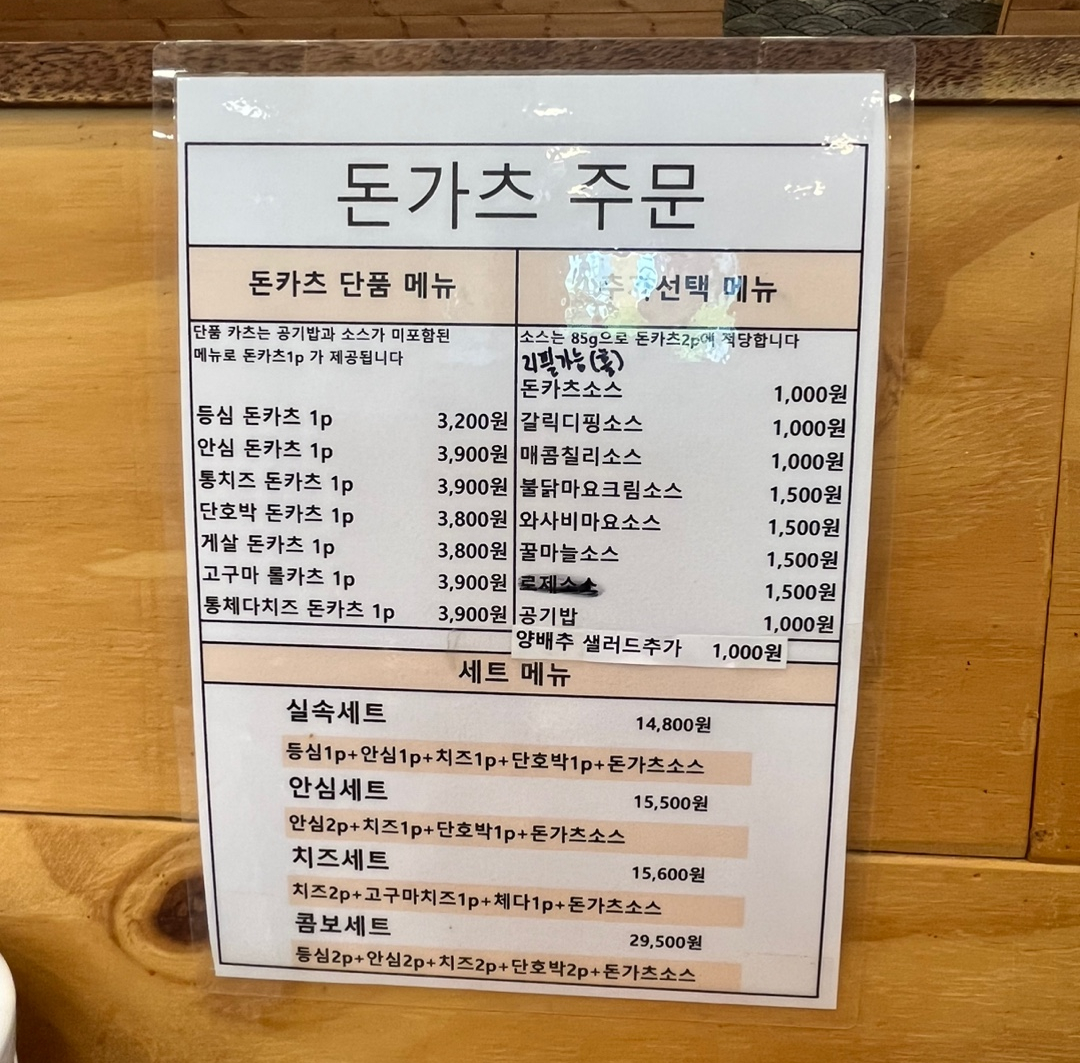 돈가츠 주문
돈카츠 단품 메뉴
단품 카츠는 공기밥과 소스가 미포함된
메뉴로 돈카츠1p 가 제공됩니다
등심 돈카츠 1p 3,200원
안심 돈카츠 1p 3,900원
통치즈 돈카츠 1p 3,900원
단호박 돈카츠 1p 3,800원
게살 돈카츠 1p 3,800원
고구마 롤카츠 1p 3,900원
통체다치즈 돈카츠 1p 3,900원
추가선택 메뉴
소스는 85g으로 돈카츠2p에 적당합니다
리필가능(홀)
돈카츠소스 1,000원
갈릭디핑소스 1,000원
매콤칠리소스 1,000원
불닭마요크림소스 1,500원
와사비마요소스 1,500원
꿀마늘소스 1,500원
로제소스 1,500원
공기밥 1,000원
양배추 샐러드추가 1,000원
세트 메뉴
실속세트 14,800원
등심1p+안심1p+치즈1p+단호박1p+돈가츠소스
안심세트 15,500원
안심2p+치즈1p+단호박1p+돈가츠소스
치즈세트 15,600원
치즈2p+고구마치즈1p+체다1p+돈가츠소스
콤보세트 29,500원
등심2p+안심2p+치즈2p+단호박2p+돈가츠소스